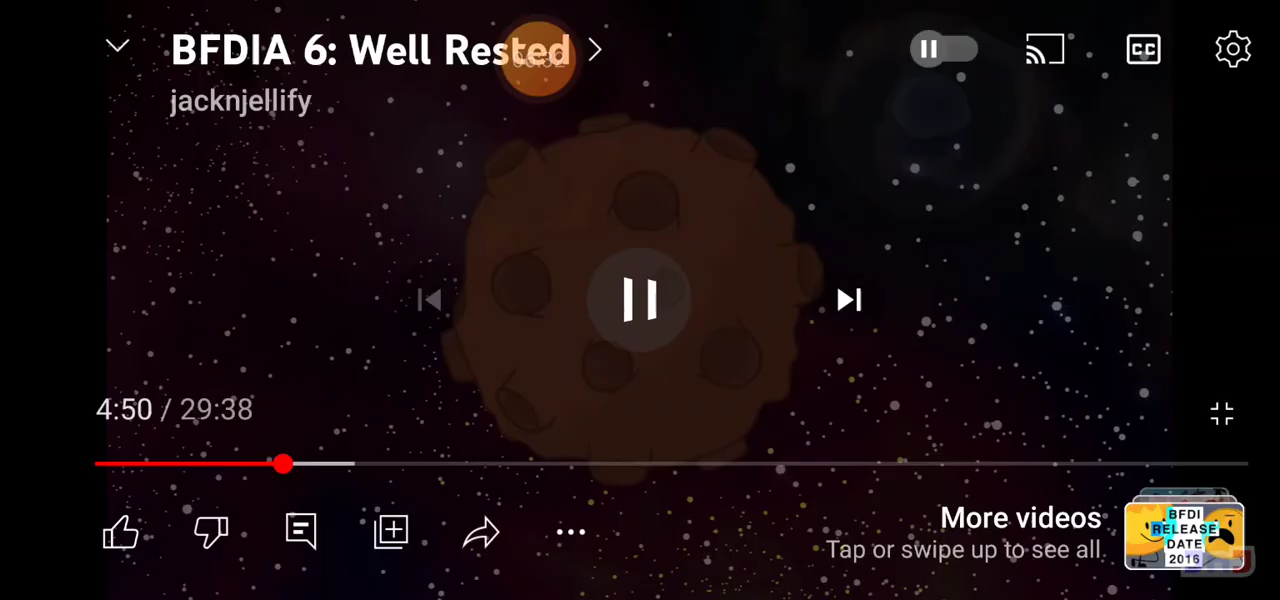 BFDIA 6: Well Rested
jacknjellify
CC
4:50 / 29:38
More videos
Tap or swipe up to see all
BFDI
RELEASE
DATE
2016